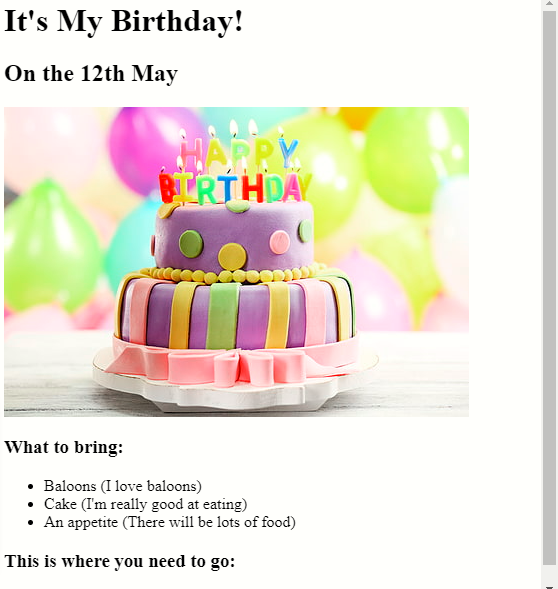 It's My Birthday!
On the 12th May
HAPPY
BIRTHDAY
What to bring:
Baloons (I love baloons)
Cake (I'm really good at eating)
An appetite (There will be lots of food)
This is where you need to go: